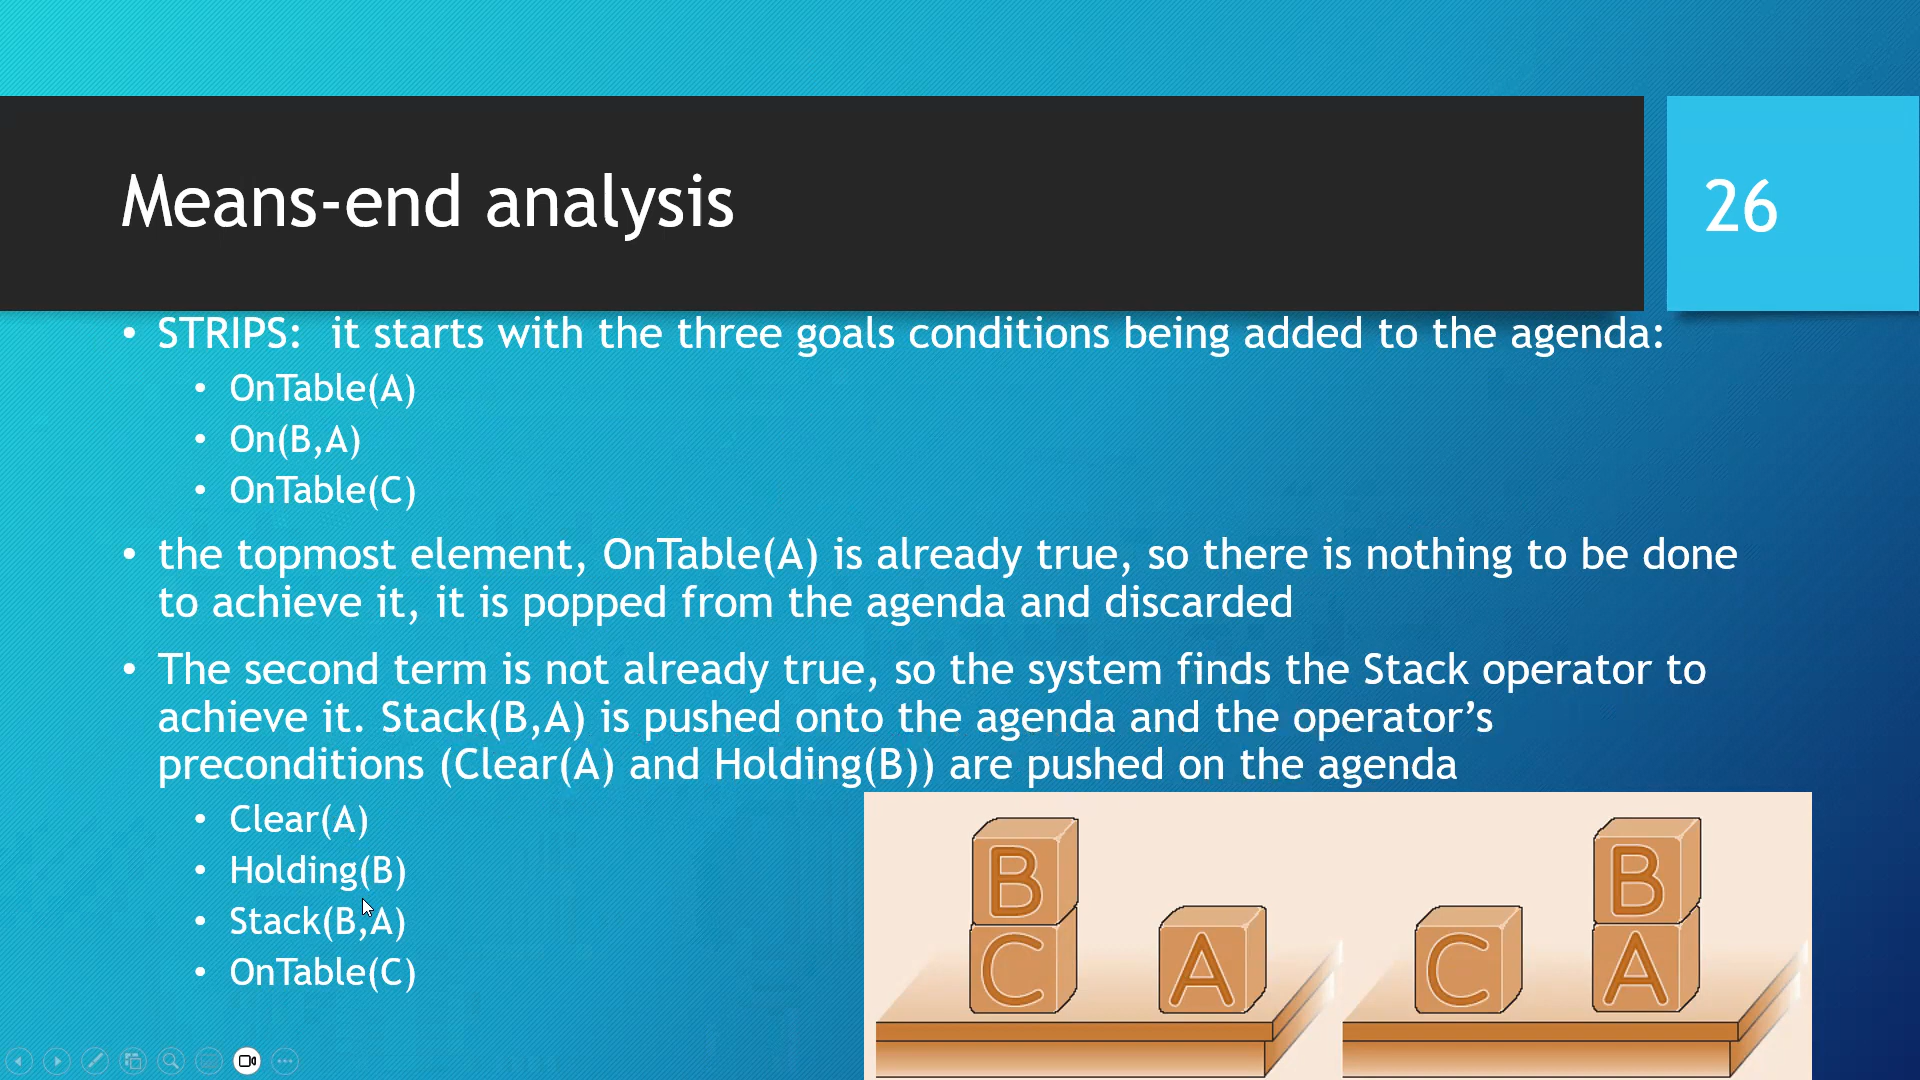 Means-end analysis
26
• STRIPS:  it starts with the three goals conditions being added to the agenda:
• OnTable(A)
• On(B,A)
• OnTable(C)
• the topmost element, OnTable(A) is already true, so there is nothing to be done
to achieve it, it is popped from the agenda and discarded
• The second term is not already true, so the system finds the Stack operator to
achieve it. Stack(B,A) is pushed onto the agenda and the operator’s
preconditions (Clear(A) and Holding(B)) are pushed on the agenda
• Clear(A)
• Holding(B)
• Stack(B,A)
• OnTable(C)
B B
C A C A